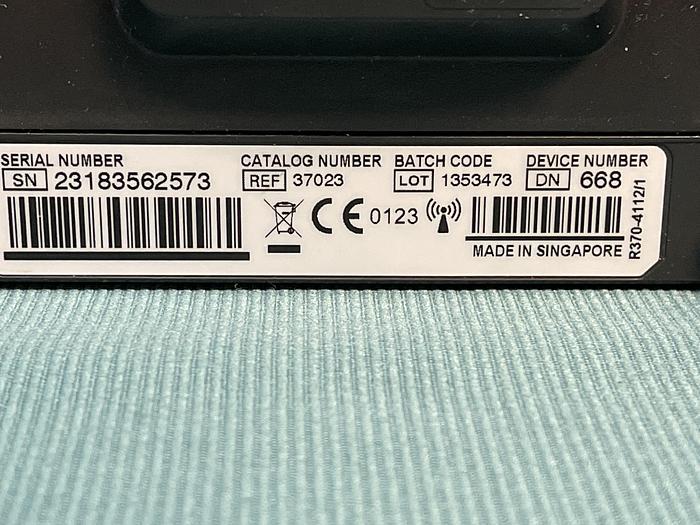 SERIAL NUMBER CATALOG NUMBER BATCH CODE DEVICE NUMBER
SN 23183562573 REF 37023 LOT 1353473 DN 668
CE 0123
MADE IN SINGAPORE
R370-4112/1